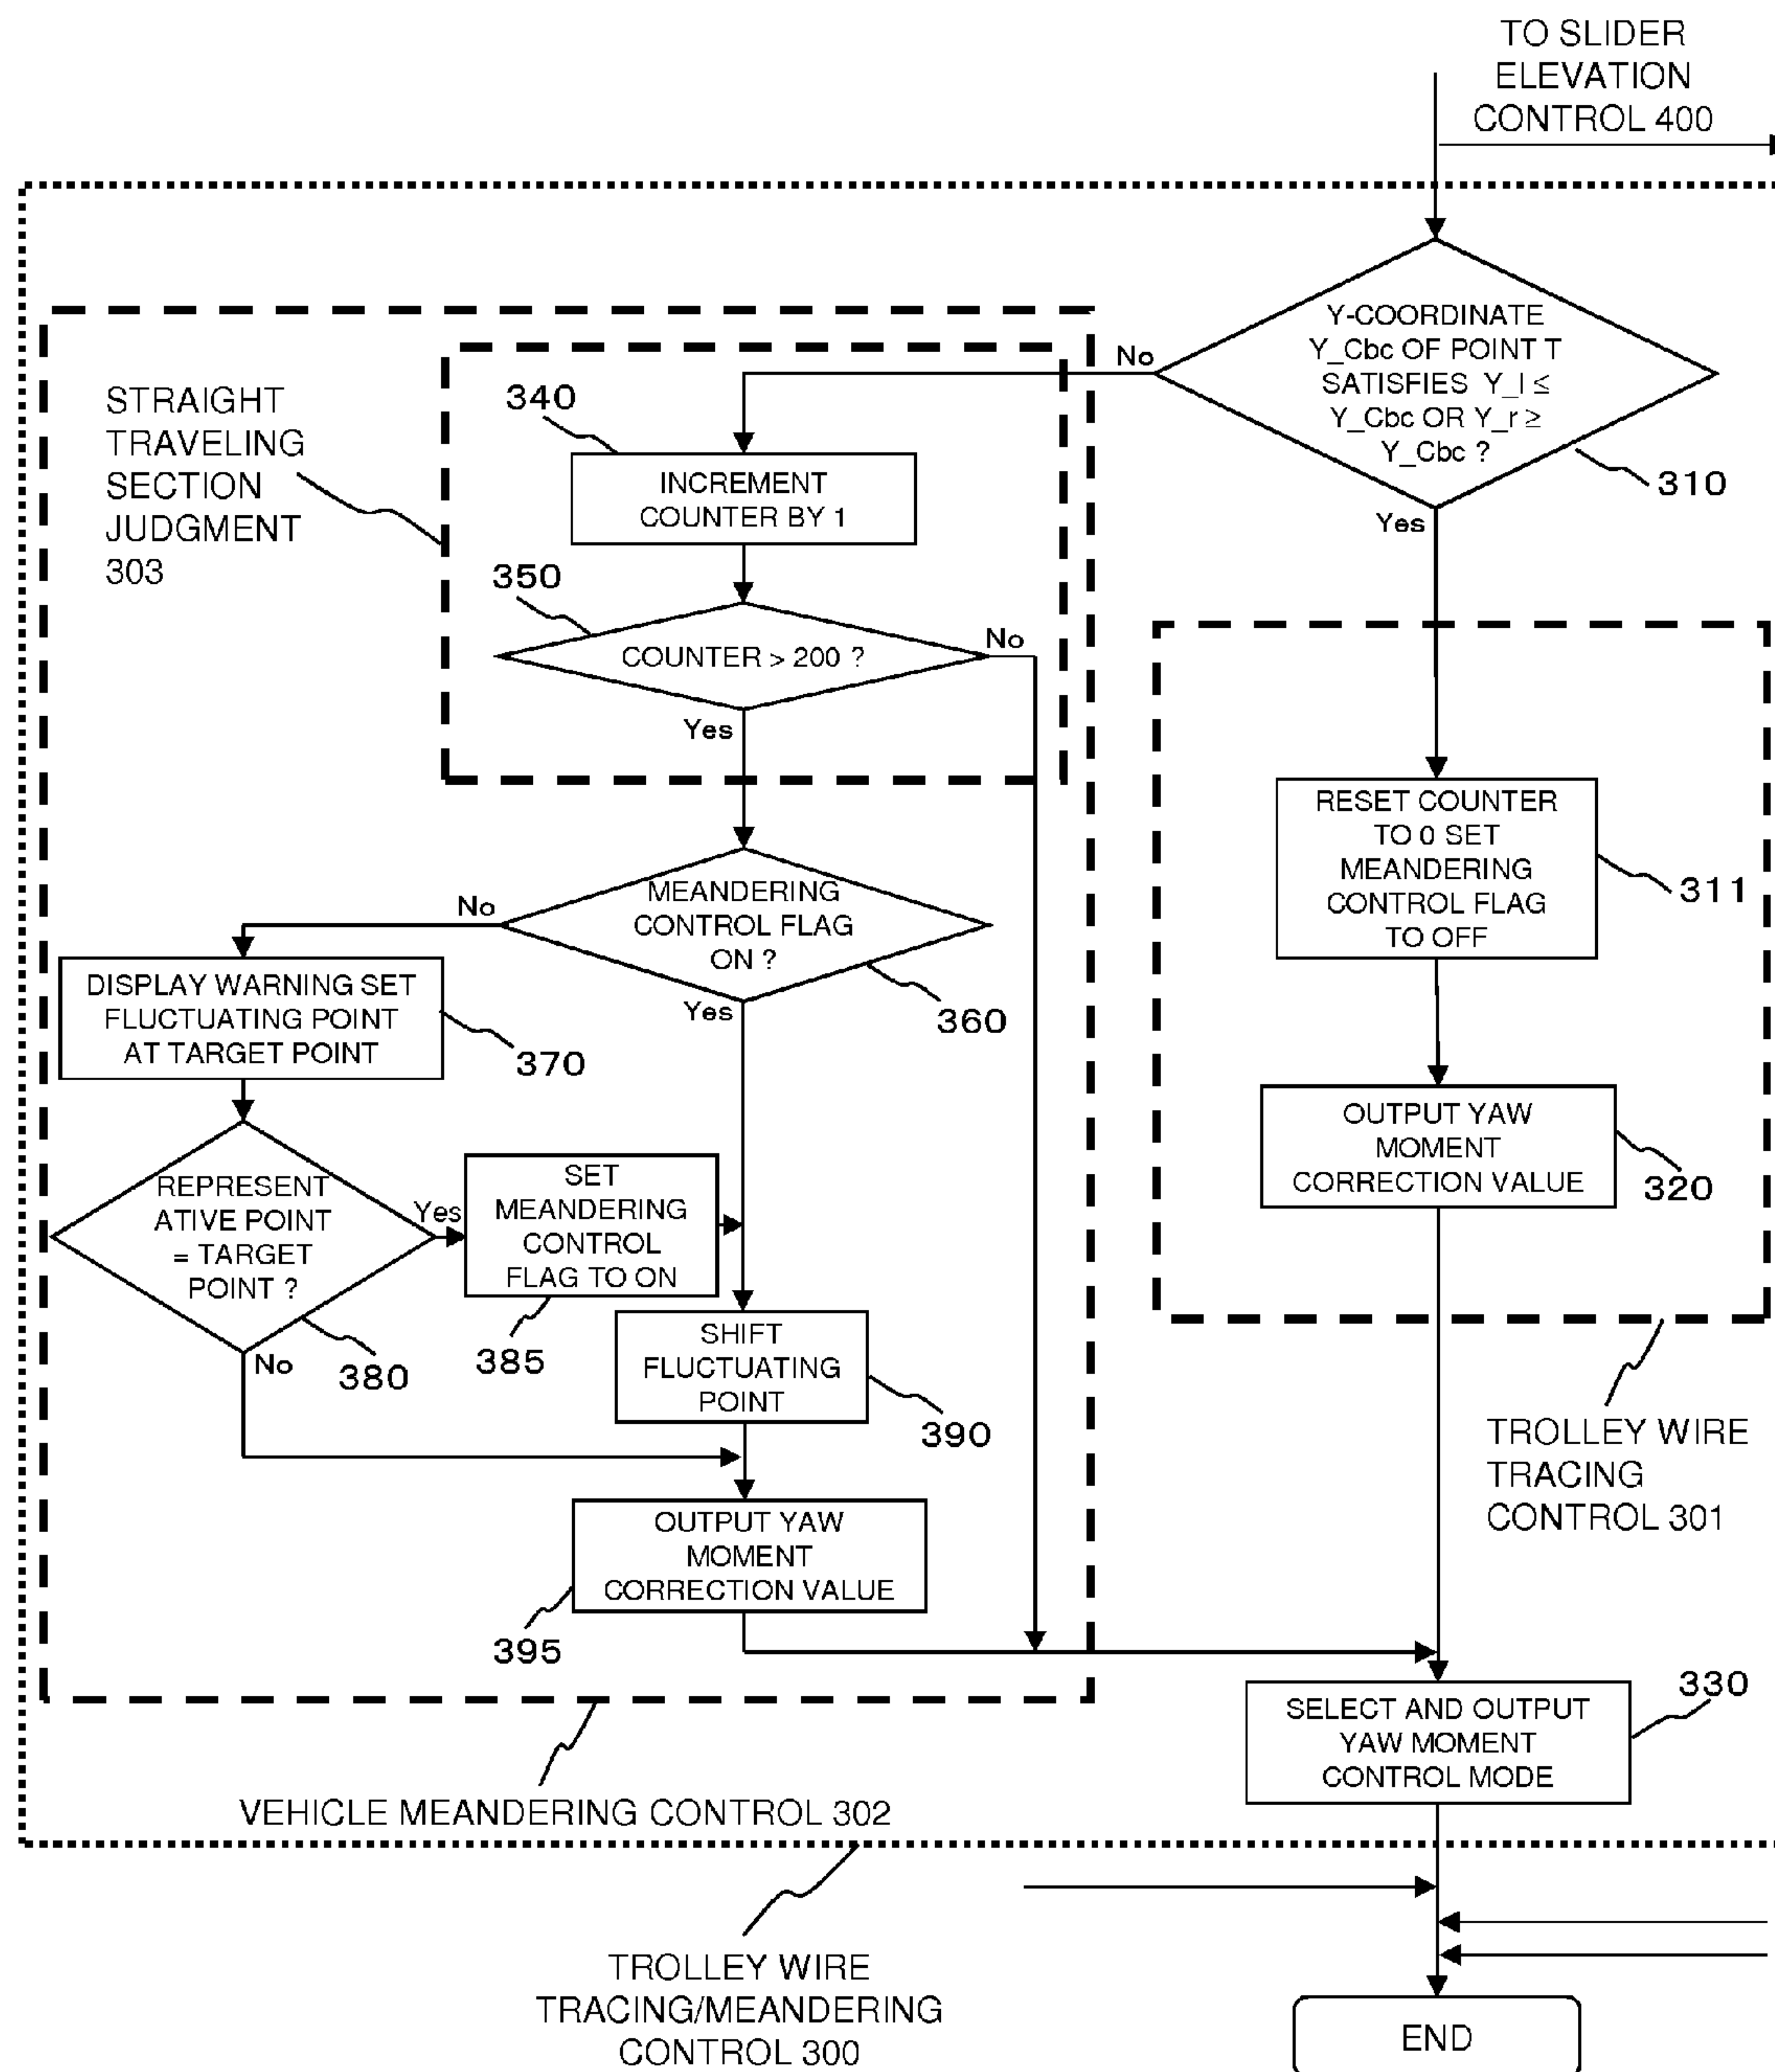 TO SLIDER
ELEVATION
CONTROL 400
Y-COORDINATE
Y_Cbc OF POINT T
SATISFIES Y_l ≤
Y_Cbc OR Y_r ≥
Y_Cbc ?
No
310
Yes
STRAIGHT
TRAVELING
SECTION
JUDGMENT
303
340
INCREMENT
COUNTER BY 1
350
COUNTER > 200 ?
No
Yes
RESET COUNTER
TO 0 SET
MEANDERING
CONTROL FLAG
TO OFF
311
MEANDERING
CONTROL FLAG
ON ?
No
Yes
360
DISPLAY WARNING SET
FLUCTUATING POINT
AT TARGET POINT
370
OUTPUT YAW
MOMENT
CORRECTION VALUE
320
REPRESENT
ATIVE POINT
= TARGET
POINT ?
Yes
No
380
SET
MEANDERING
CONTROL
FLAG TO ON
385
SHIFT
FLUCTUATING
POINT
390
TROLLEY WIRE
TRACING
CONTROL 301
OUTPUT YAW
MOMENT
CORRECTION VALUE
395
SELECT AND OUTPUT
YAW MOMENT
CONTROL MODE
330
VEHICLE MEANDERING CONTROL 302
TROLLEY WIRE
TRACING/MEANDERING
CONTROL 300
END